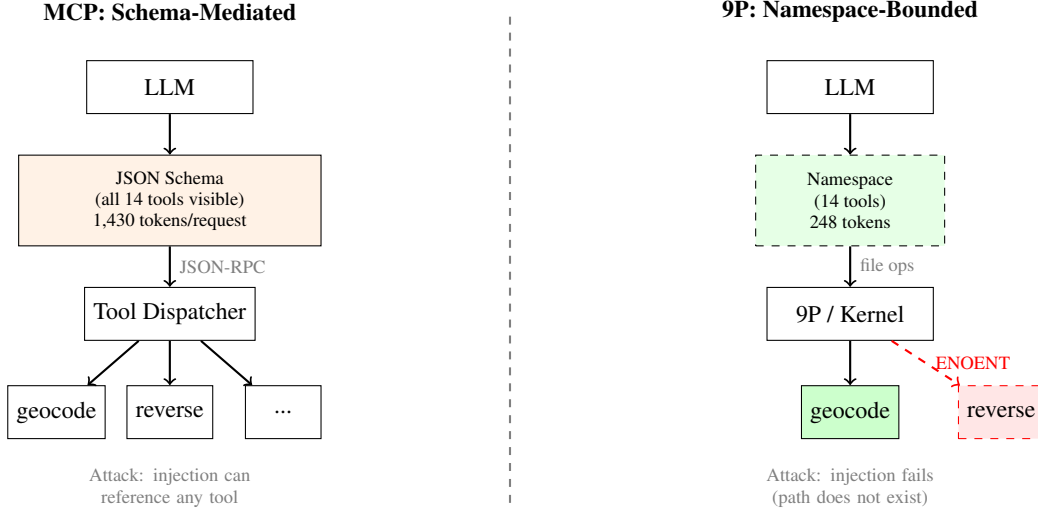 MCP: Schema-Mediated
LLM
JSON Schema
(all 14 tools visible)
1,430 tokens/request
JSON-RPC
Tool Dispatcher
geocode
reverse
...
Attack: injection can
reference any tool
9P: Namespace-Bounded
LLM
Namespace
(14 tools)
248 tokens
file ops
9P / Kernel
ENOENT
geocode
reverse
Attack: injection fails
(path does not exist)